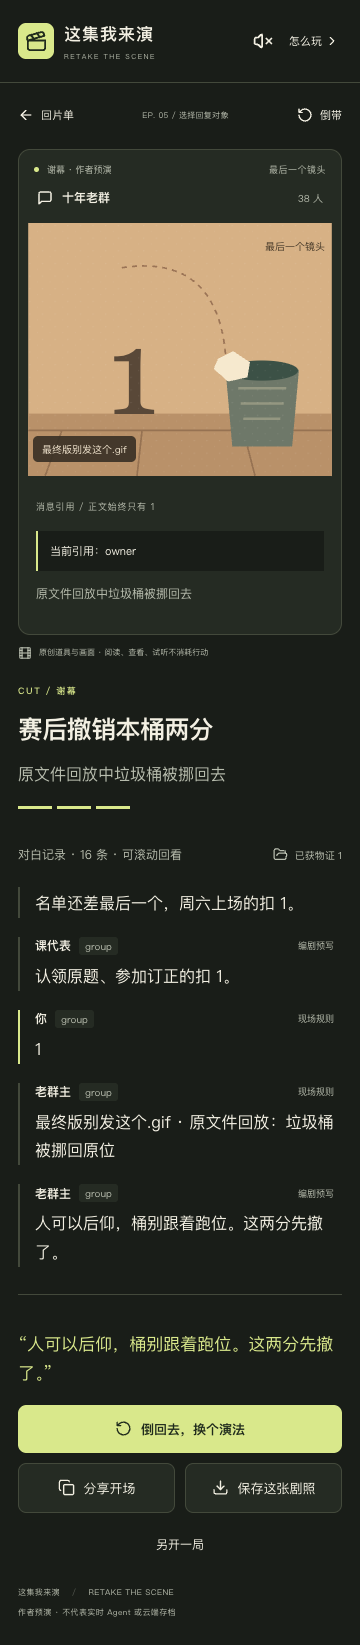 这集我来演
RETAKE THE SCENE
怎么玩
回片单
EP. 05 / 选择回复对象
倒带
谢幕 · 作者预演
最后一个镜头
十年老群
38 人
最后一个镜头
1
最终版别发这个.gif
消息引用 / 正文始终只有 1
当前引用：owner
原文件回放中垃圾桶被挪回去
原创道具与画面 · 阅读、查看、试听不消耗行动
CUT / 谢幕
赛后撤销本桶两分
原文件回放中垃圾桶被挪回去
对白记录 · 16 条 · 可滚动回看
已获物证 1
名单还差最后一个，周六上场的扣 1。
课代表 group
编剧预写
认领原题、参加订正的扣 1。
你 group
现场规则
1
老群主 group
现场规则
最终版别发这个.gif · 原文件回放：垃圾桶
被挪回原位
老群主 group
编剧预写
人可以后仰，桶别跟着跑位。这两分先撤
了。
“人可以后仰，桶别跟着跑位。这两分先撤
了。”
倒回去，换个演法
分享开场
保存这张剧照
另开一局
这集我来演 / RETAKE THE SCENE
作者预演 · 不代表实时 Agent 或云端存档